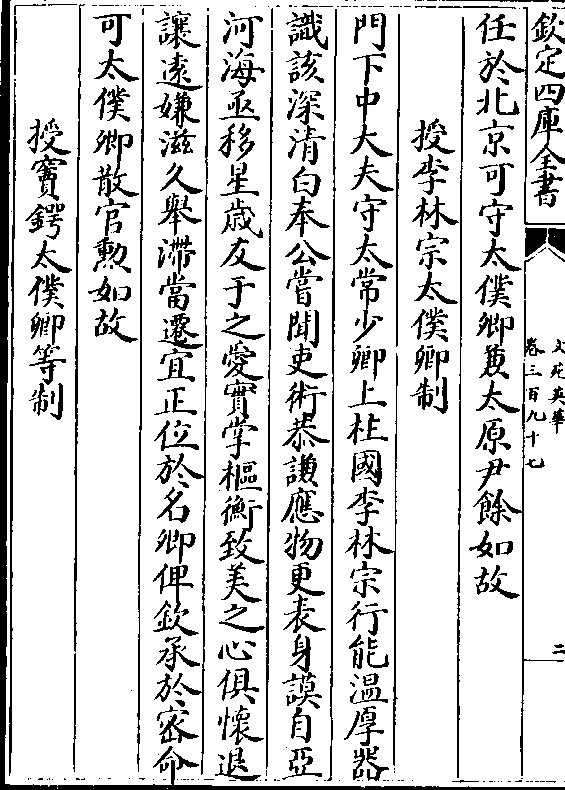 欽定四庫全書
文苑英華
卷三百九十七
二
任於北京可守太僕卿兼太原尹餘如故
授李林宗太僕卿制
門下中大夫守太常少卿上柱國李林宗行能溫厚器
識該深清白奉公嘗聞吏術恭謙應物更表身謨自亞
河海亟移星歳友于之愛實掌樞衡致美之心俱懷退
讓逺嫌滋久舉滯當遷宜正位於名卿俾欽承於密命
可太僕卿散官勲如故
授竇鍔太僕卿等制